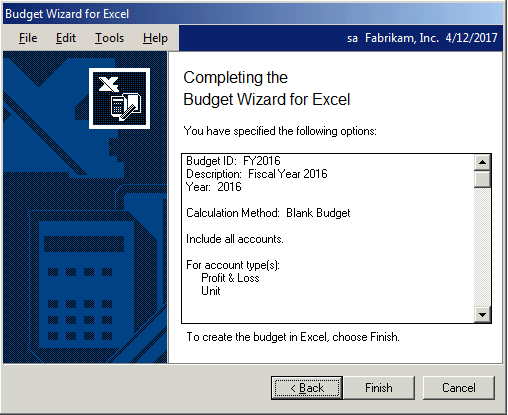 Budget Wizard for Excel
File Edit Tools Help sa Fabrikam, Inc. 4/12/2017
Completing the
Budget Wizard for Excel
You have specified the following options:
Budget ID: FY2016
Description: Fiscal Year 2016
Year: 2016
Calculation Method: Blank Budget
Include all accounts.
For account type(s):
Profit & Loss
Unit
To create the budget in Excel, choose Finish.
< Back Finish Cancel